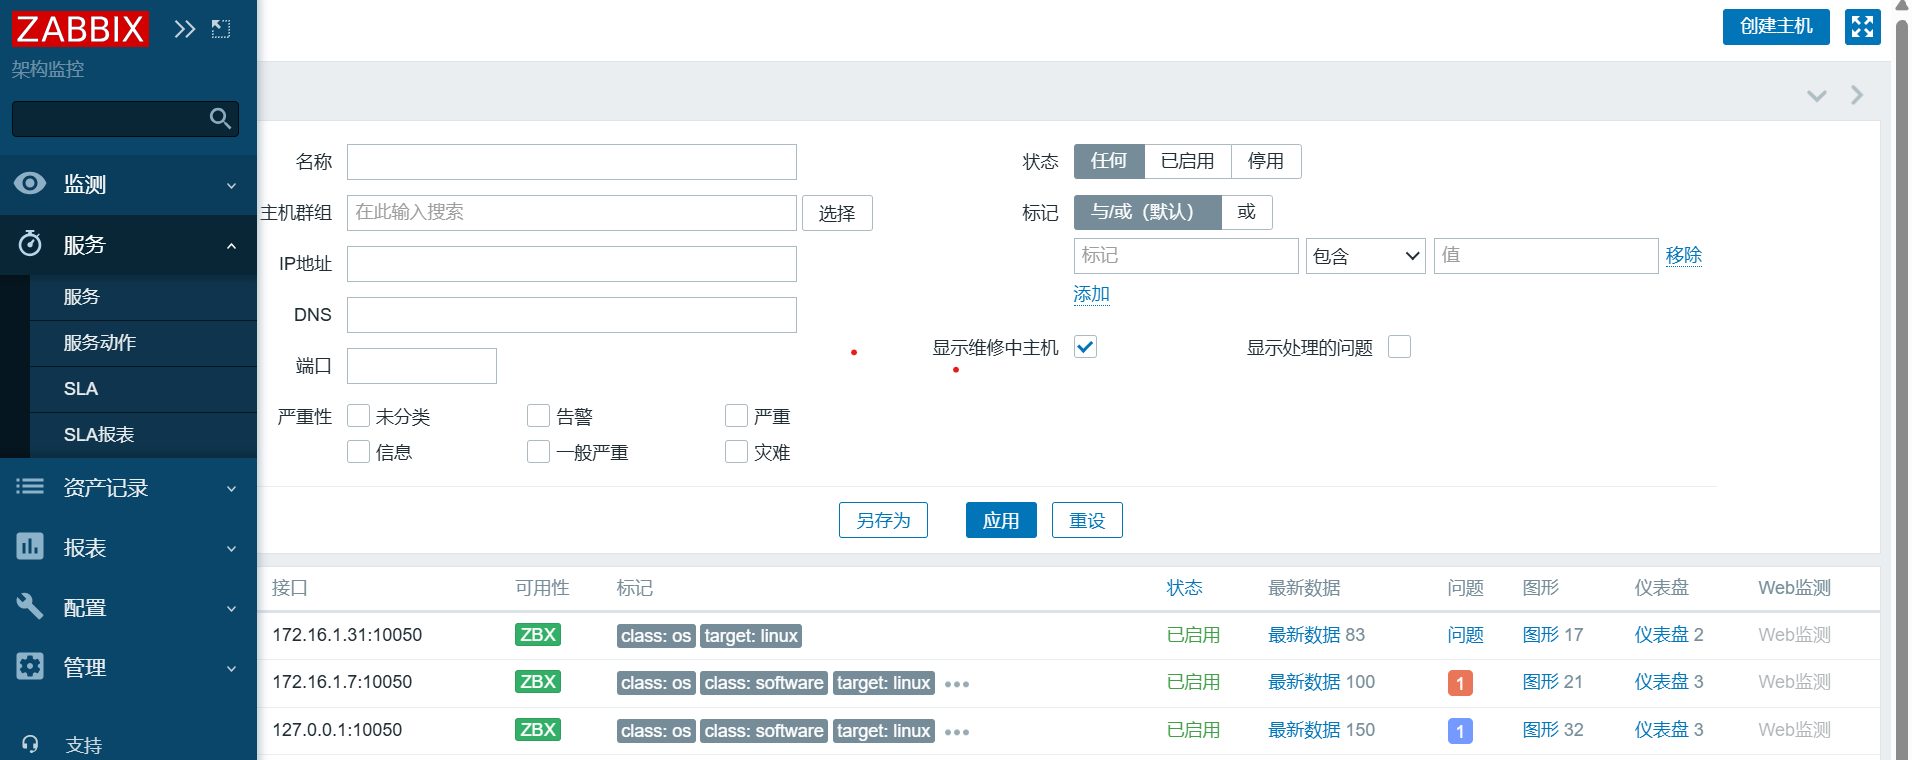 ZABBIX
架构监控
监测
服务
服务
服务动作
SLA
SLA报表
资产记录
报表
配置
管理
支持
创建主机
名称
主机群组 在此输入搜索 选择
IP地址
DNS
端口
严重性 未分类 告警 严重
信息 一般严重 灾难
状态 任何 已启用 停用
标记 与/或（默认） 或
标记 包含 值 移除
添加
显示维修中主机 显示处理的问题
另存为 应用 重设
接口 可用性 标记 状态 最新数据 问题 图形 仪表盘 Web监测
172.16.1.31:10050 ZBX class: os target: linux 已启用 最新数据 83 问题 图形 17 仪表盘 2 Web监测
172.16.1.7:10050 ZBX class: os class: software target: linux ••• 已启用 最新数据 100 1 图形 21 仪表盘 3 Web监测
127.0.0.1:10050 ZBX class: os class: software target: linux ••• 已启用 最新数据 150 1 图形 32 仪表盘 3 Web监测